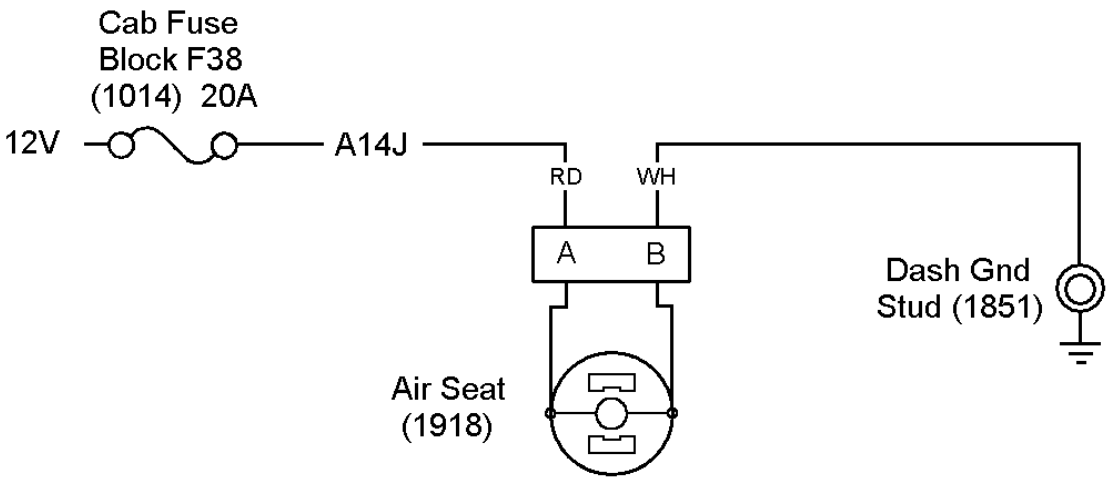 Cab Fuse
Block F38
(1014) 20A
12V
A14J
RD
WH
A
B
Dash Gnd
Stud (1851)
Air Seat
(1918)